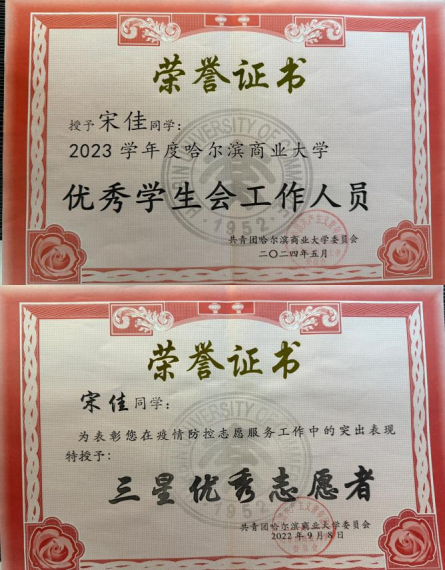 荣誉证书
授予宋佳同学：
2023学年度哈尔滨商业大学
优秀学生会工作人员
共青团哈尔滨商业大学委员会
二〇二四年五月
1952
荣誉证书
宋佳同学：
为表彰您在疫情防控志愿服务工作中的突出表现
特授予：
三星优秀志愿者
共青团哈尔滨商业大学委员会
2022年9月8日